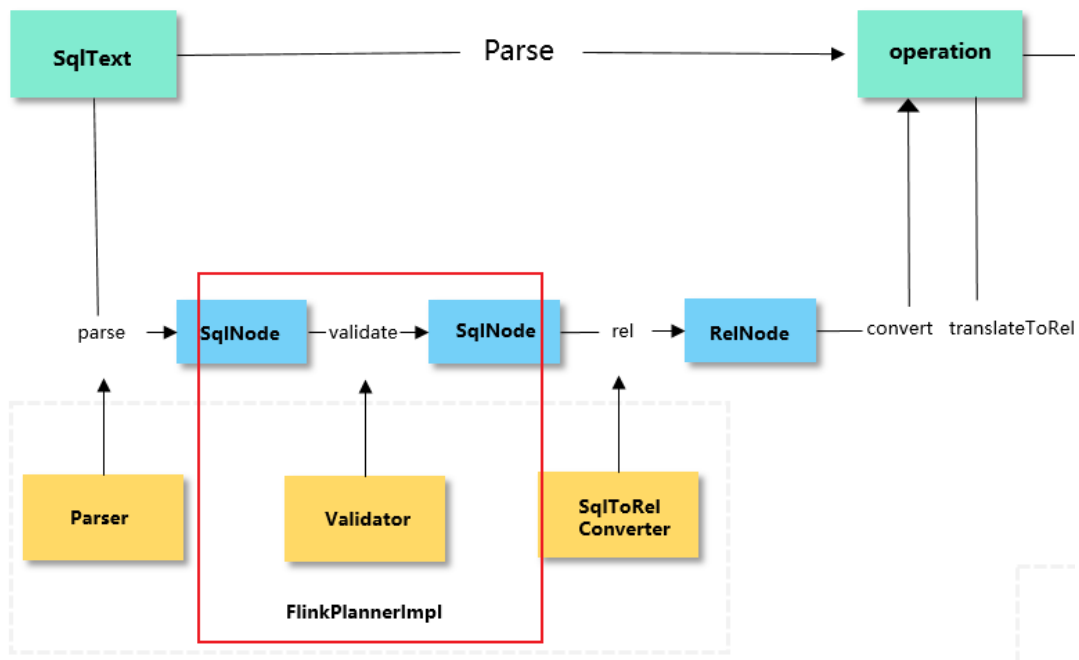 SqlText
Parse
operation
parse
SqlNode
validate
SqlNode
rel
RelNode
convert
translateToRel
Parser
Validator
SqlToRel
Converter
FlinkPlannerImpl